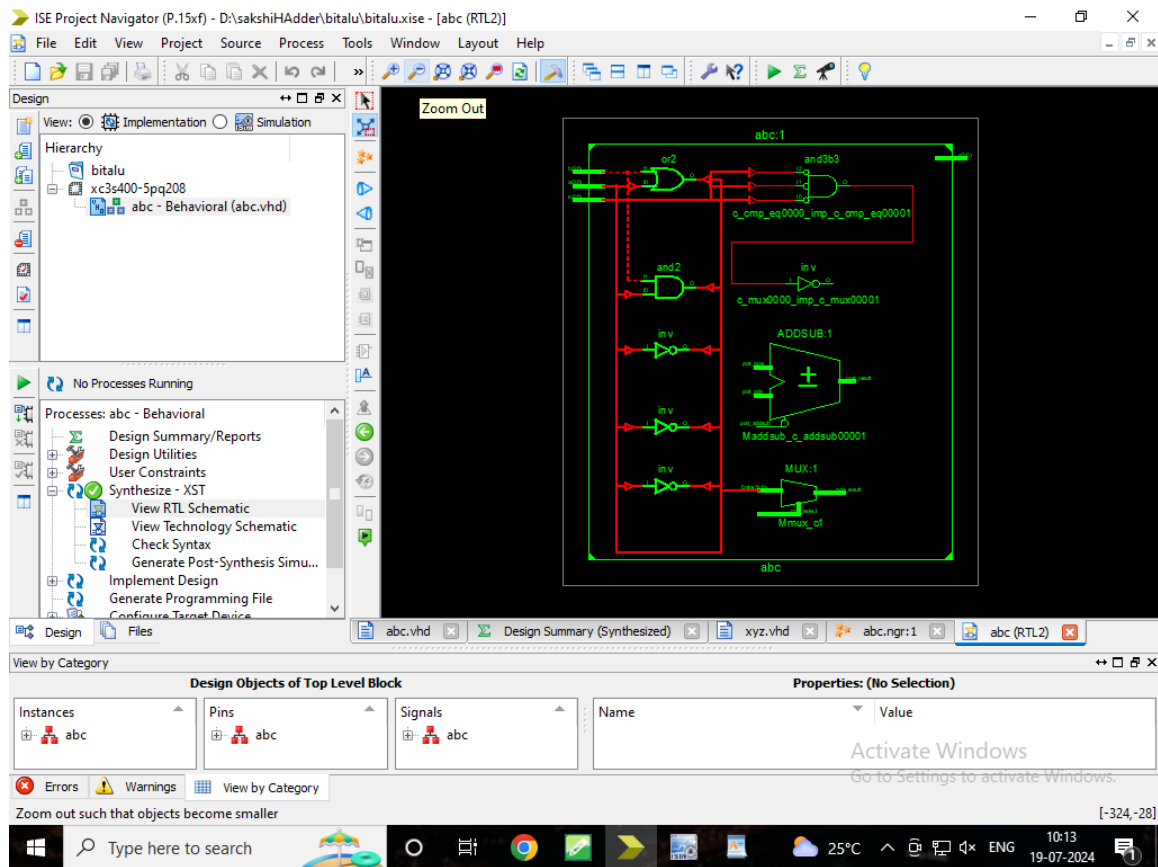 ISE Project Navigator (P.15xf) - D:\sakshiHAdder\bitalu\bitalu.xise - [abc (RTL2)]
File Edit View Project Source Process Tools Window Layout Help
Design
Zoom Out
View: Implementation Simulation
Hierarchy
bitalu
xc3s400-5pq208
abc - Behavioral (abc.vhd)
No Processes Running
Processes: abc - Behavioral
Design Summary/Reports
Design Utilities
User Constraints
Synthesize - XST
View RTL Schematic
View Technology Schematic
Check Syntax
Generate Post-Synthesis Simu...
Implement Design
Generate Programming File
Configure Target Device
abc:1
or2
and3b3
c_cmp_eq0000_imp_c_cmp_eq00001
and2
inv
c_mux0000_imp_c_mux00001
inv
ADDSUB:1
inv
Maddsub_c_addsub00001
inv
MUX:1
Mmux_c1
abc
Design Files
abc.vhd Design Summary (Synthesized) xyz.vhd abc.ngr:1 abc (RTL2)
View by Category
Design Objects of Top Level Block
Properties: (No Selection)
Instances Pins Signals Name Value
abc abc abc
Activate Windows
Go to Settings to activate Windows.
Errors Warnings View by Category
Zoom out such that objects become smaller [-324,-28]
Type here to search
25°C ENG
10:13
19-07-2024